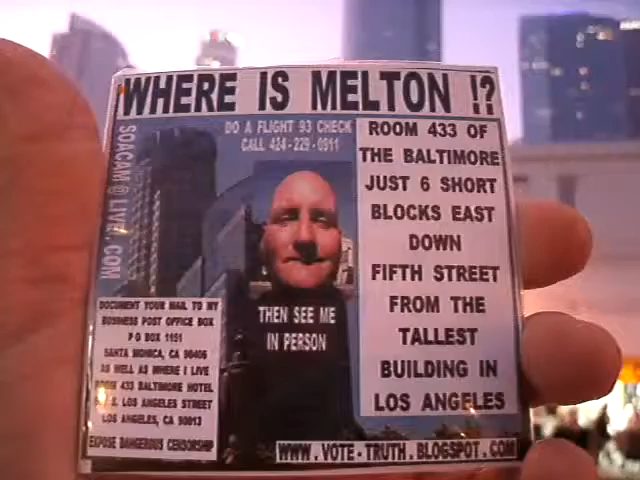 WHERE IS MELTON !?
SOACAM@LIVE.COM
DO A FLIGHT 93 CHECK
CALL 424-229-0911
THEN SEE ME
IN PERSON
ROOM 433 OF
THE BALTIMORE
JUST 6 SHORT
BLOCKS EAST
DOWN
FIFTH STREET
FROM THE
TALLEST
BUILDING IN
LOS ANGELES
DOCUMENT YOUR MAIL TO MY
BUSINESS POST OFFICE BOX
P O BOX 1151
SANTA MONICA, CA 90406
AS WELL AS WHERE I LIVE
ROOM 433 BALTIMORE HOTEL
S. LOS ANGELES STREET
LOS ANGELES, CA 90013
EXPOSE DANGEROUS CENSORSHIP
WWW.VOTE-TRUTH.BLOGSPOT.COM